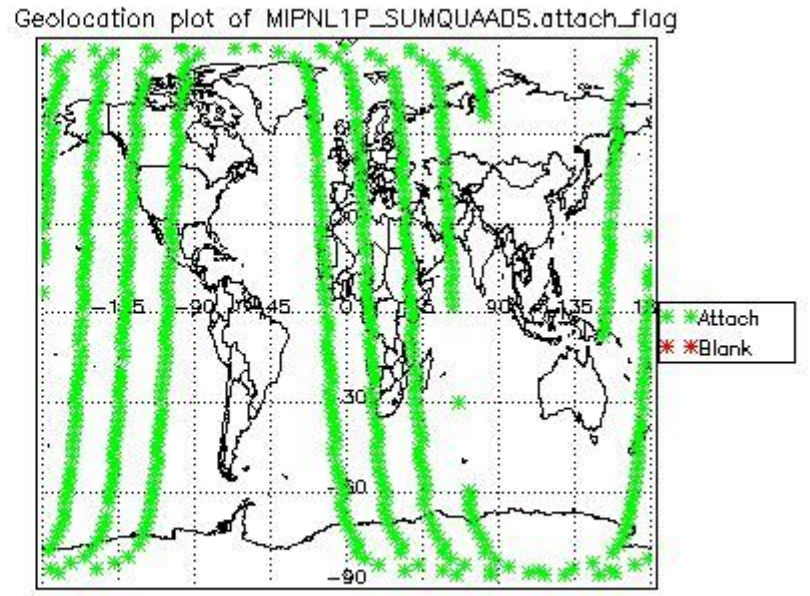 Geolocation plot of MIPNL1P_SUMQUAADS.attach_flag
-90 -45 0 90 135
Attach
Blank
30
-60
-90